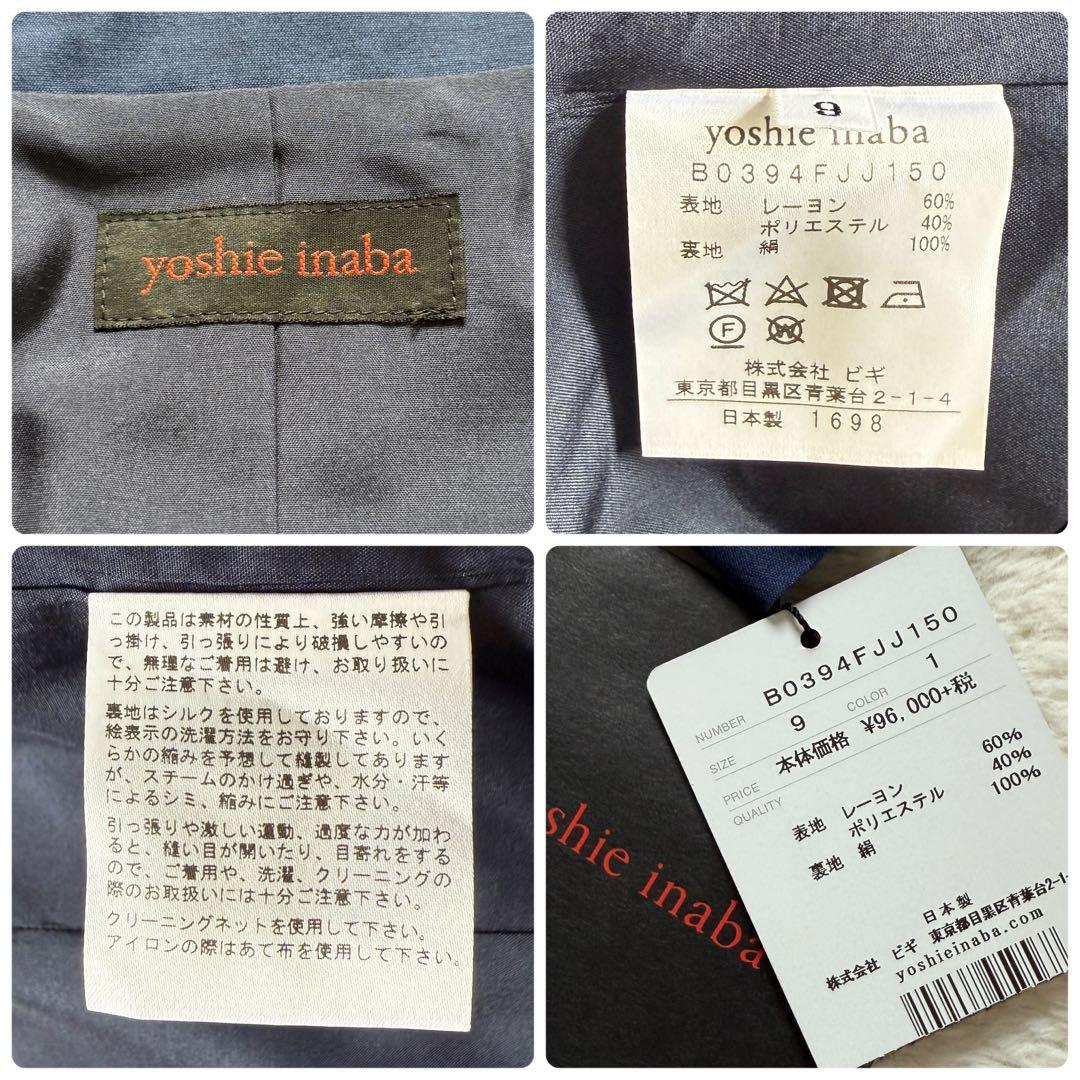 yoshie inaba
9
yoshie inaba
B0394FJJ150
表地 レーヨン 60%
ポリエステル 40%
裏地 絹 100%
F
W
株式会社 ビギ
東京都目黒区青葉台2-1-4
日本製 1698
この製品は素材の性質上、強い摩擦や引
っ掛け、引っ張りにより破損しやすいの
で、無理なご着用は避け、お取り扱いに
十分ご注意下さい。
裏地はシルクを使用しておりますので、
絵表示の洗濯方法をお守り下さい。いく
らかの縮みを予想して縫製してあります
が、スチームのかけ過ぎや、水分・汗等
によるシミ、縮みにご注意下さい。
引っ張りや激しい運動、過度な力が加わ
ると、縫い目が開いたり、目寄れをする
ので、ご着用や、洗濯、クリーニングの
際のお取扱いには十分ご注意下さい。
クリーニングネットを使用して下さい。
アイロンの際はあて布を使用して下さい。
shie inaba
NUMBER B0394FJJ150
SIZE 9 COLOR 1
PRICE 本体価格 ¥96,000+税
QUALITY
表地 レーヨン 60%
ポリエステル 40%
裏地 絹 100%
日本製
株式会社 ビギ 東京都目黒区青葉台2-1-
yoshieinaba.com